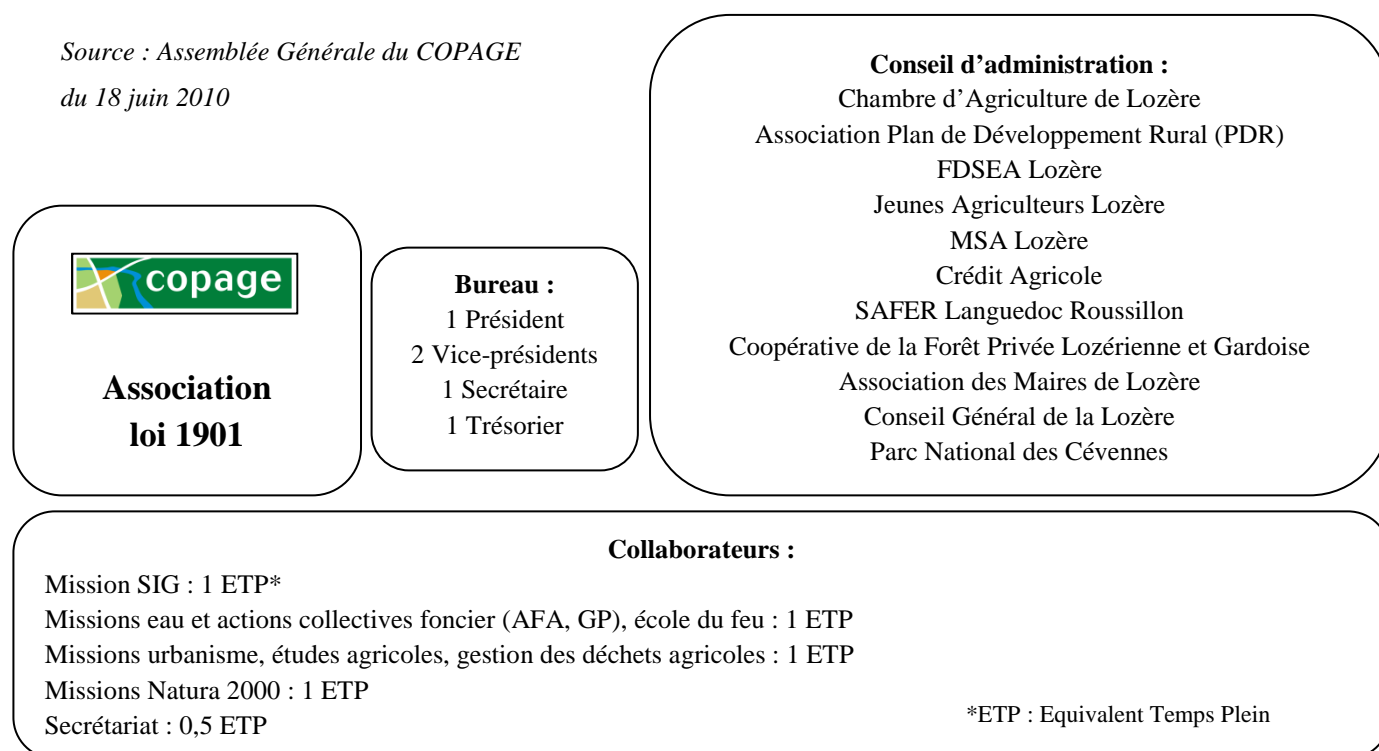 Source : Assemblée Générale du COPAGE
du 18 juin 2010
copage
Association
loi 1901
Bureau :
1 Président
2 Vice-présidents
1 Secrétaire
1 Trésorier
Conseil d'administration :
Chambre d'Agriculture de Lozère
Association Plan de Développement Rural (PDR)
FDSEA Lozère
Jeunes Agriculteurs Lozère
MSA Lozère
Crédit Agricole
SAFER Languedoc Roussillon
Coopérative de la Forêt Privée Lozérienne et Gardoise
Association des Maires de Lozère
Conseil Général de la Lozère
Parc National des Cévennes
Collaborateurs :
Mission SIG : 1 ETP*
Missions eau et actions collectives foncier (AFA, GP), école du feu : 1 ETP
Missions urbanisme, études agricoles, gestion des déchets agricoles : 1 ETP
Missions Natura 2000 : 1 ETP
Secrétariat : 0,5 ETP
*ETP : Equivalent Temps Plein